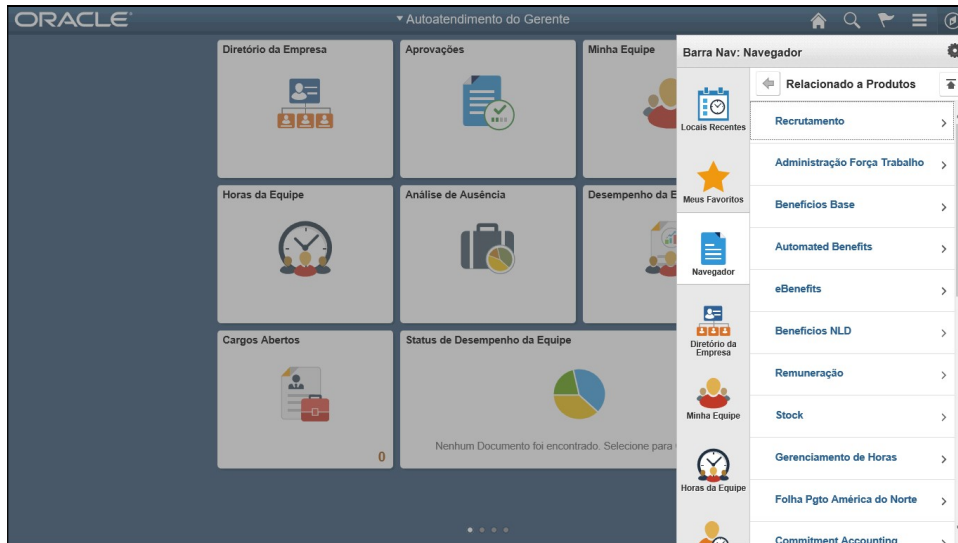 ORACLE
Autoatendimento do Gerente
Diretório da Empresa
Aprovações
Minha Equipe
Horas da Equipe
Análise de Ausência
Desempenho da E
Cargos Abertos
0
Status de Desempenho da Equipe
Nenhum Documento foi encontrado. Selecione para
Barra Nav: Navegador
Locais Recentes
Meus Favoritos
Navegador
Diretório da
Empresa
Minha Equipe
Horas da Equipe
Relacionado a Produtos
Recrutamento
Administração Força Trabalho
Benefícios Base
Automated Benefits
eBenefits
Benefícios NLD
Remuneração
Stock
Gerenciamento de Horas
Folha Pgto América do Norte
Commitment Accounting